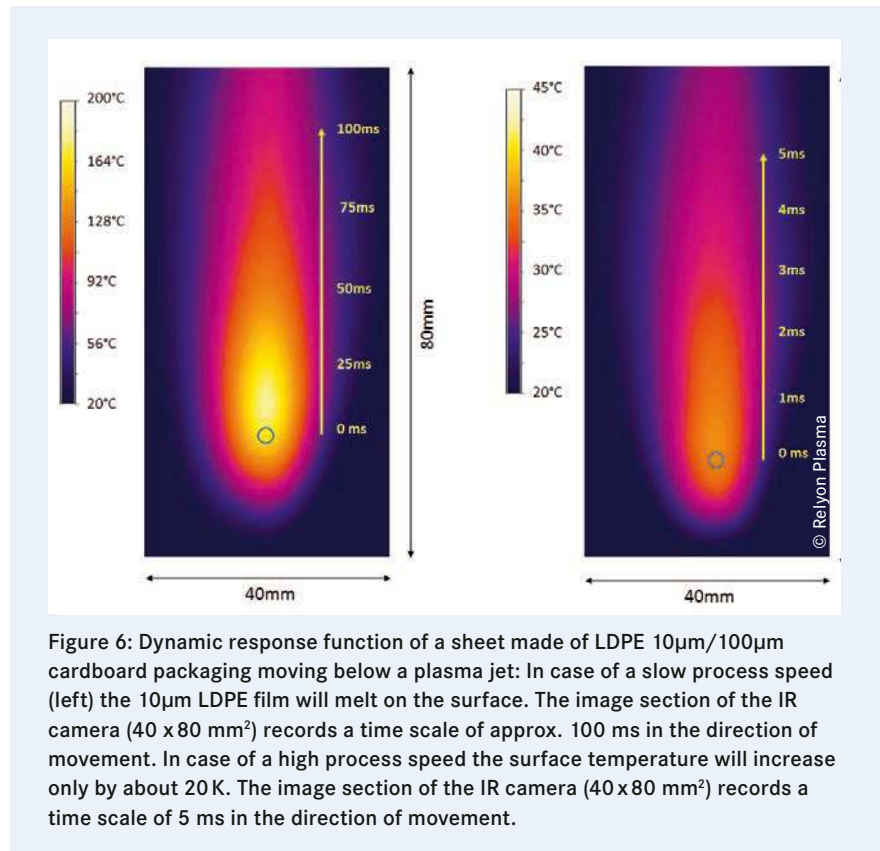 200°C
164°C
128°C
92°C
56°C
20°C
100ms
75ms
50ms
25ms
0 ms
80mm
40mm
45°C
40°C
35°C
30°C
25°C
20°C
5ms
4ms
3ms
2ms
1ms
0 ms
40mm
© Relyon Plasma
Figure 6: Dynamic response function of a sheet made of LDPE 10µm/100µm
cardboard packaging moving below a plasma jet: In case of a slow process speed
(left) the 10µm LDPE film will melt on the surface. The image section of the IR
camera (40 x 80 mm²) records a time scale of approx. 100 ms in the direction of
movement. In case of a high process speed the surface temperature will increase
only by about 20 K. The image section of the IR camera (40 x 80 mm²) records a
time scale of 5 ms in the direction of movement.